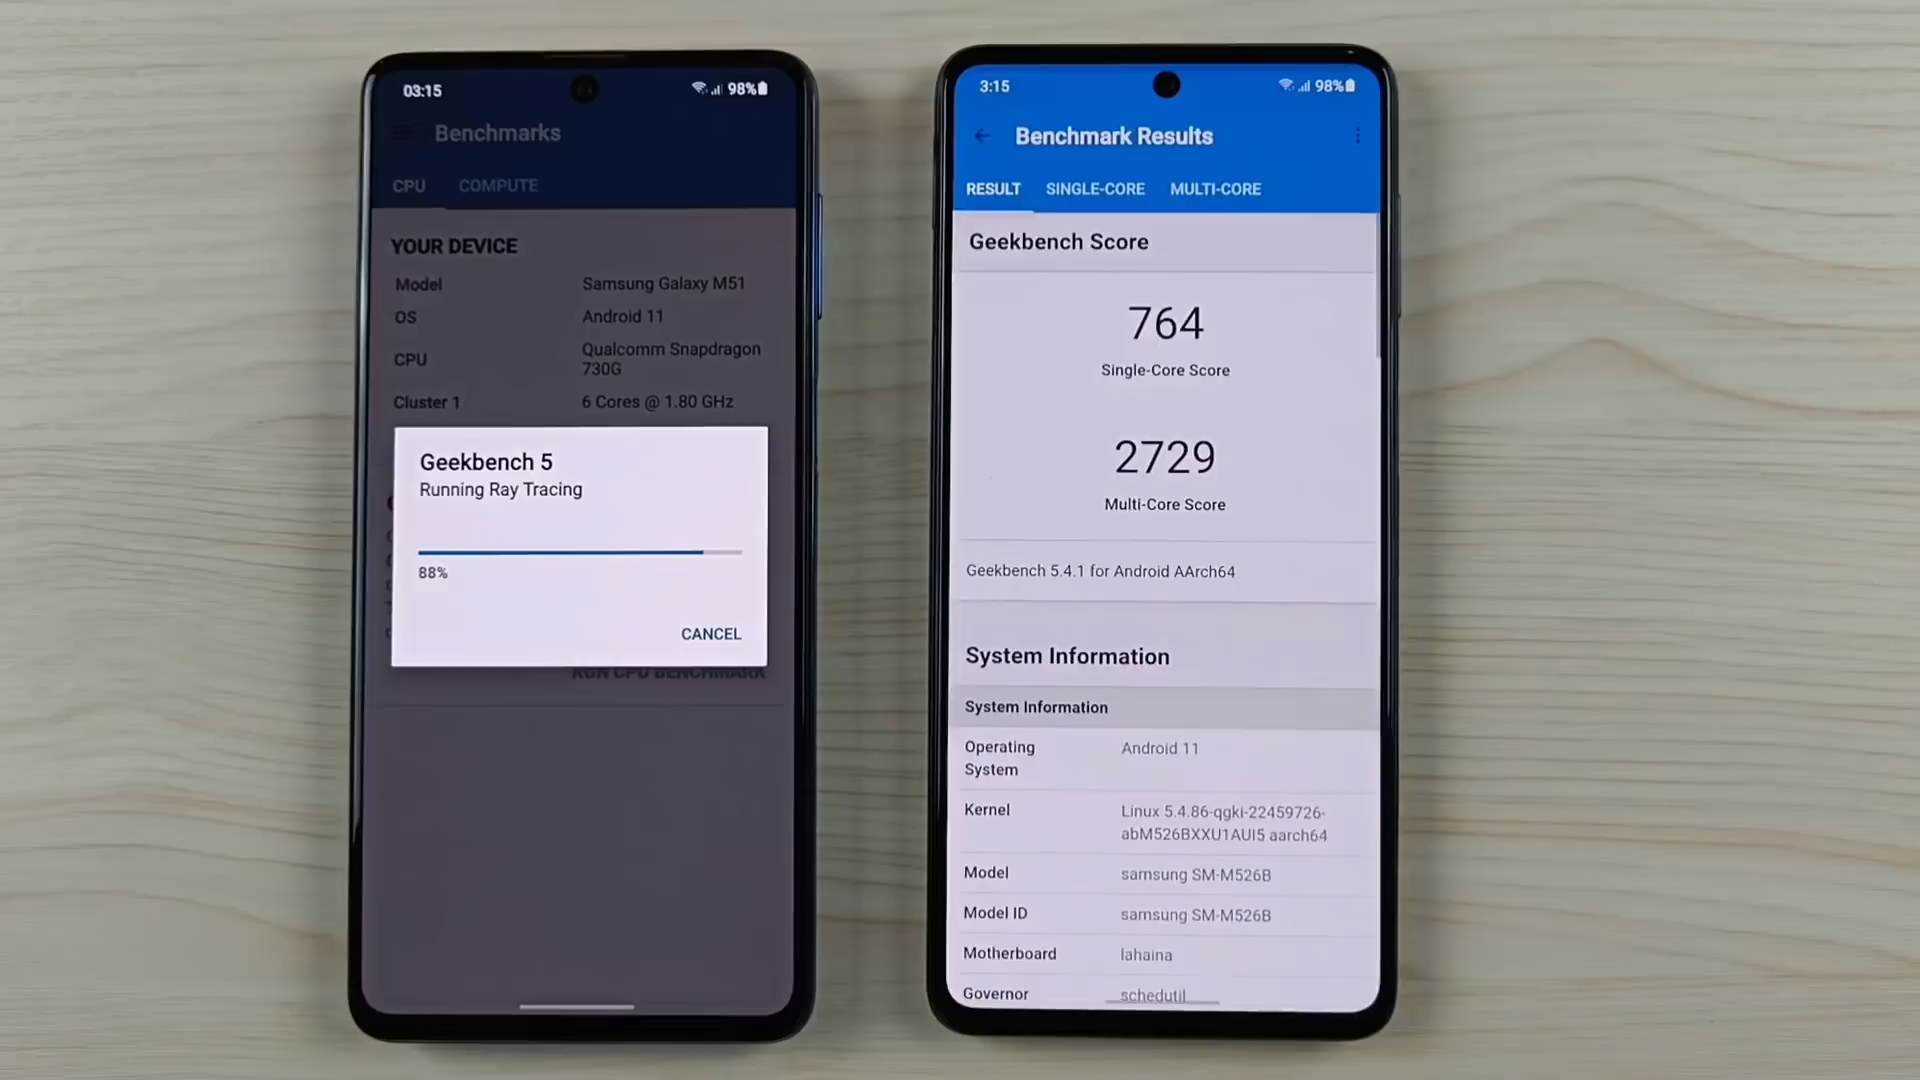 03:15
98%
Benchmarks
CPU COMPUTE
YOUR DEVICE
Model Samsung Galaxy M51
OS Android 11
CPU Qualcomm Snapdragon
730G
Cluster 1 6 Cores @ 1.80 GHz
Geekbench 5
Running Ray Tracing
88%
CANCEL
RUN CPU BENCHMARK
3:15
98%
Benchmark Results
RESULT SINGLE-CORE MULTI-CORE
Geekbench Score
764
Single-Core Score
2729
Multi-Core Score
Geekbench 5.4.1 for Android AArch64
System Information
System Information
Operating
System
Android 11
Kernel
Linux 5.4.86-qgki-22459726-
abM526BXXU1AUI5 aarch64
Model samsung SM-M526B
Model ID samsung SM-M526B
Motherboard lahaina
Governor schedutil